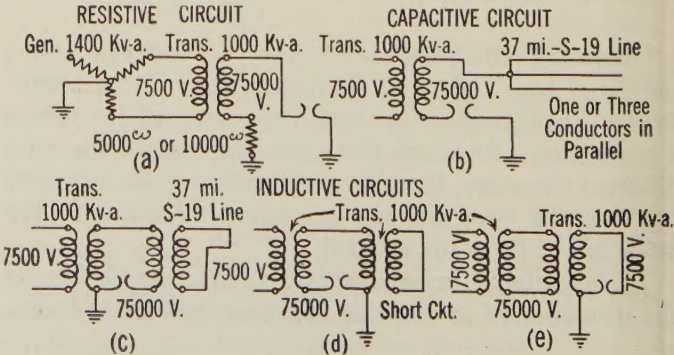 RESISTIVE CIRCUIT
Gen. 1400 Kv-a. Trans. 1000 Kv-a.
7500 V.
75000 V.
5000ω or 10000ω
(a)
CAPACITIVE CIRCUIT
Trans. 1000 Kv-a. 37 mi.-S-19 Line
7500 V.
75000 V.
One or Three
Conductors in
Parallel
(b)
INDUCTIVE CIRCUITS
Trans.
1000 Kv-a.
37 mi.
S-19 Line
7500 V.
75000 V.
(c)
Trans. 1000 Kv-a.
7500 V.
75000 V.
Short Ckt.
(d)
Trans. 1000 Kv-a.
7500 V.
75000 V.
7500 V.
(e)